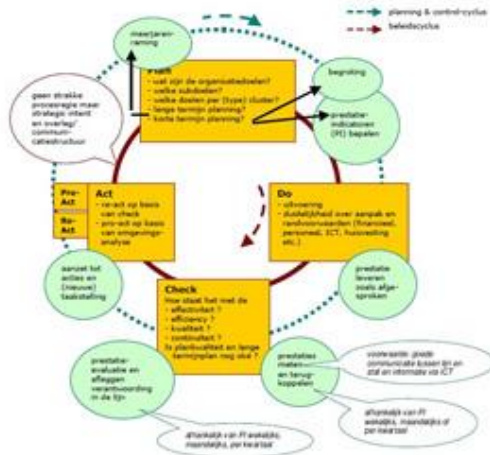 planning & control-cyclus
beleidscyclus
meerjaren-
raming
Plan
- wat zijn de organisatiedoelen?
- welke subdoelen?
- welke doelen per (type) cluster?
- lange termijn planning?
- korte termijn planning?
begroting
prestatie-
indicatoren
(PI) bepalen
geen strakke
procesregie maar
strategic intent
en overleg/
communi-
catiestructuur
Pro-
Act
Re-
Act
Act
- re-act op basis
van check
- pro-act op basis
van omgevings-
analyse
Do
- uitvoering
- duidelijkheid over aanpak en
randvoorwaarden (financieel,
personeel, ICT, huisvesting
etc.)
aanzet tot
acties en
(nieuwe)
taakstelling
prestatie
leveren
zoals afge-
sproken
Check
Hoe staat het met de
- effectiviteit ?
- efficiency ?
- kwaliteit ?
- continuïteit ?
Is plankwaliteit en lange
termijnplan nog oké ?
prestatie-
evaluatie en
afleggen
verantwoording
in de lijn
prestaties
meten
en terug-
koppelen
voorwaarde: goede
communicatie tussen lijn en
staf en informatie via ICT
afhankelijk van PI
wekelijks, maandelijks of
per kwartaal
afhankelijk van PI wekelijks,
maandelijks, per kwartaal